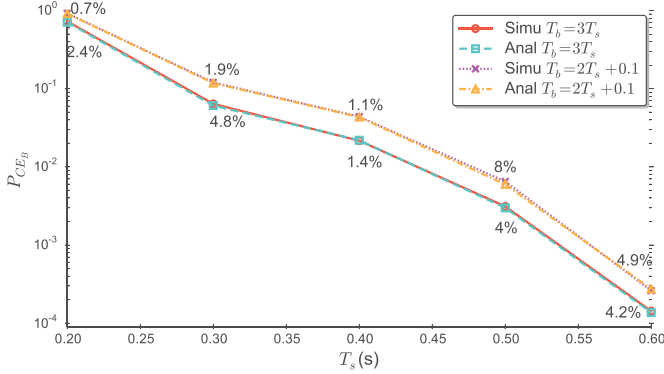 10^0
10^-1
10^-2
10^-3
10^-4
P_{CE_B}
0.7%
2.4%
1.9%
4.8%
1.1%
1.4%
8%
4%
4.9%
4.2%
Simu T_b=3T_s
Anal T_b=3T_s
Simu T_b=2T_s+0.1
Anal T_b=2T_s+0.1
0.20 0.25 0.30 0.35 0.40 0.45 0.50 0.55 0.60
T_s(s)